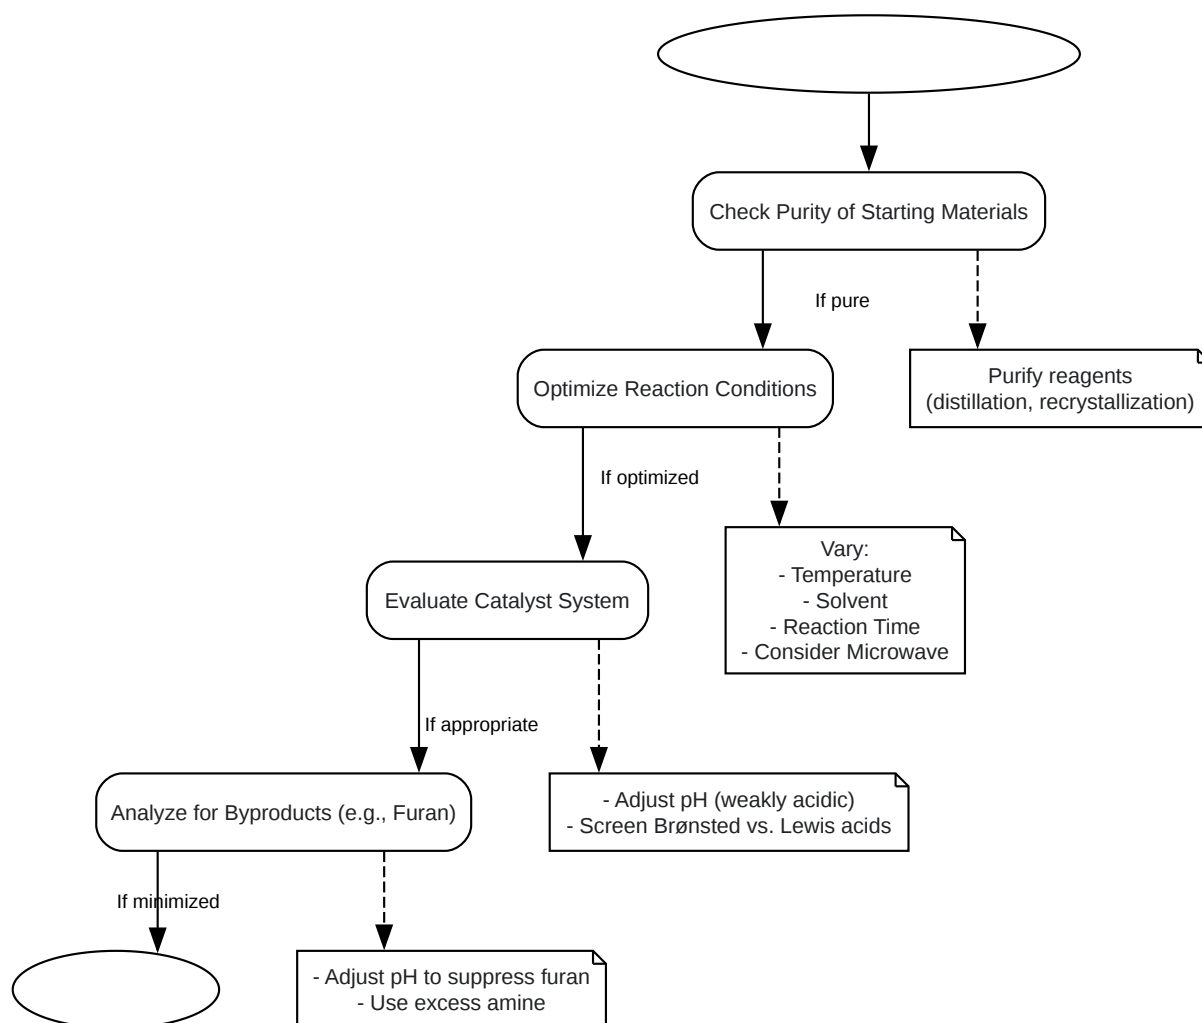 Check Purity of Starting Materials
If pure
Optimize Reaction Conditions
Purify reagents
(distillation, recrystallization)
If optimized
Vary:
- Temperature
- Solvent
- Reaction Time
- Consider Microwave
Evaluate Catalyst System
If appropriate
Analyze for Byproducts (e.g., Furan)
- Adjust pH (weakly acidic)
- Screen Brønsted vs. Lewis acids
If minimized
- Adjust pH to suppress furan
- Use excess amine